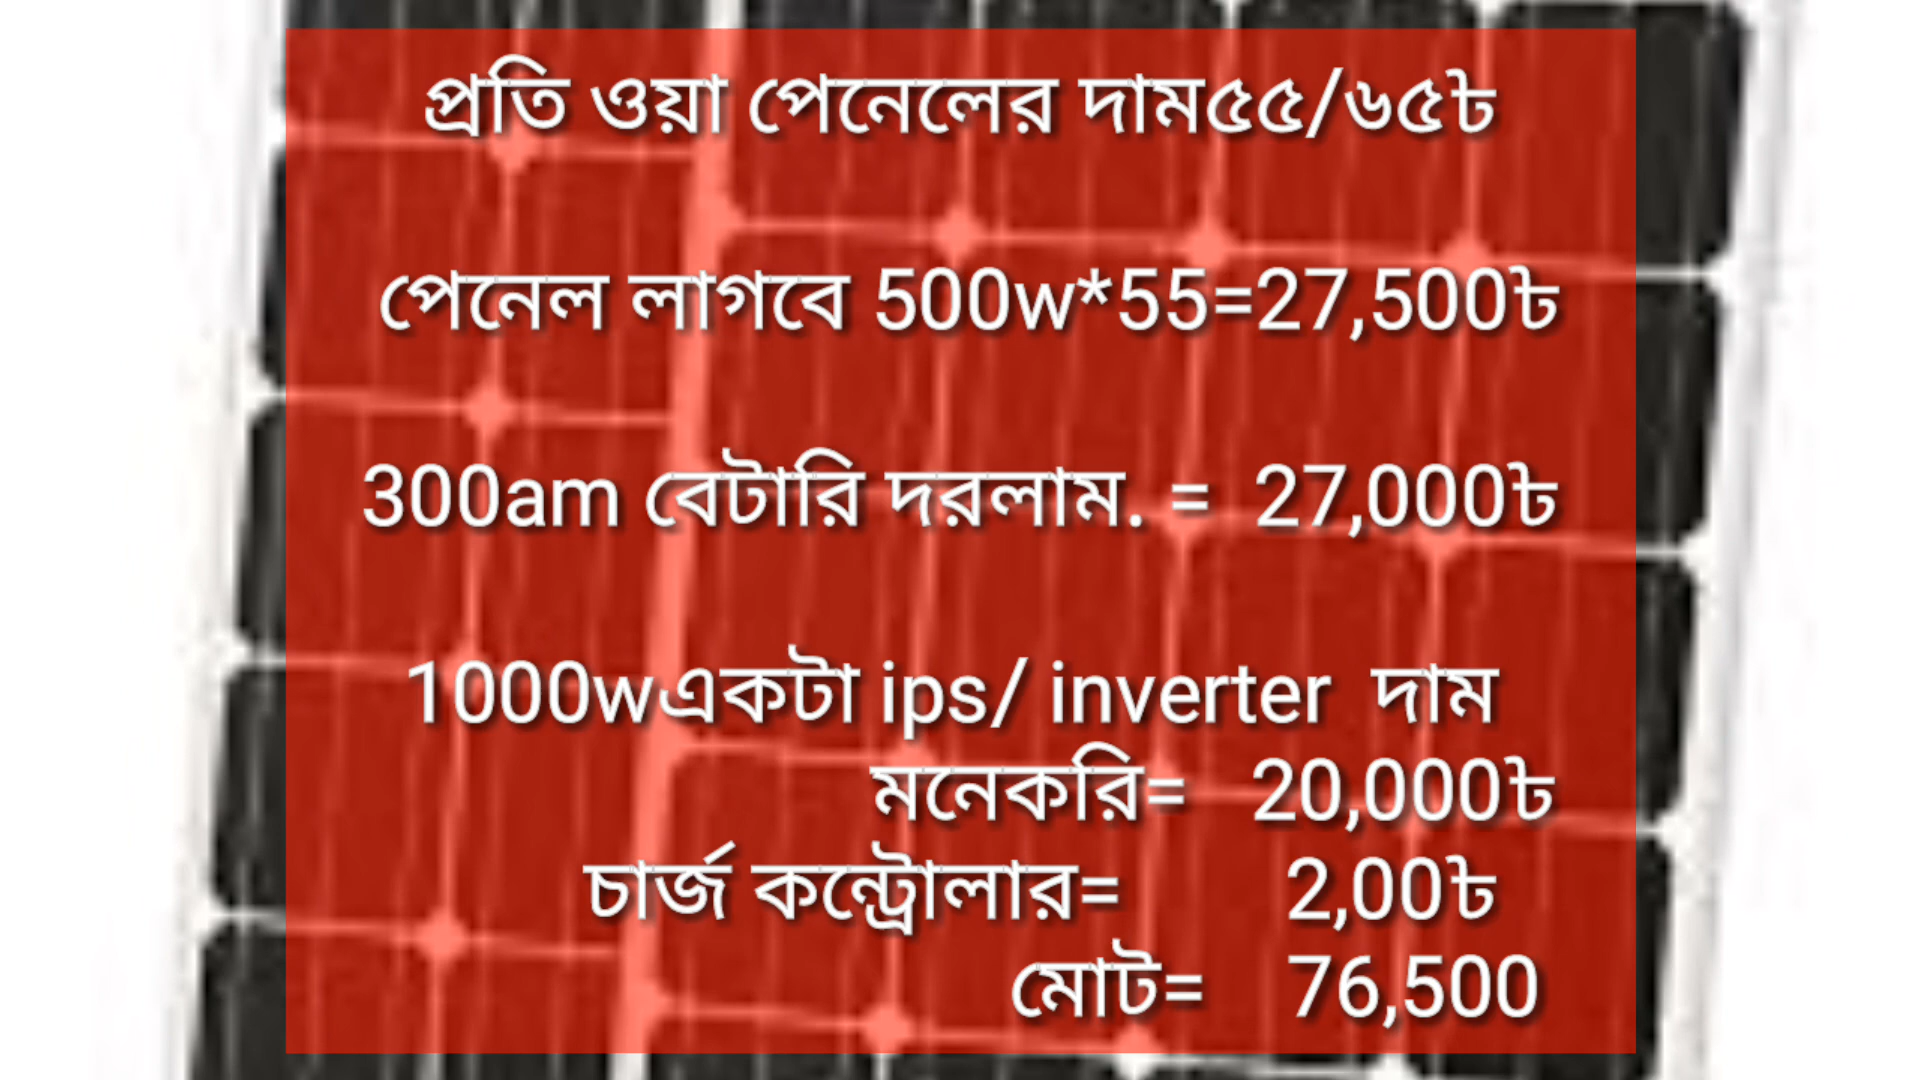 প্রতি ওয়া পেনেলের দাম৫৫/৬৫৳
পেনেল লাগবে 500w*55=27,500৳
300am বেটারি দরলাম. = 27,000৳
1000wএকটা ips/ inverter দাম
মনেকরি= 20,000৳
চার্জ কন্ট্রোলার= 2,00৳
মোট= 76,500